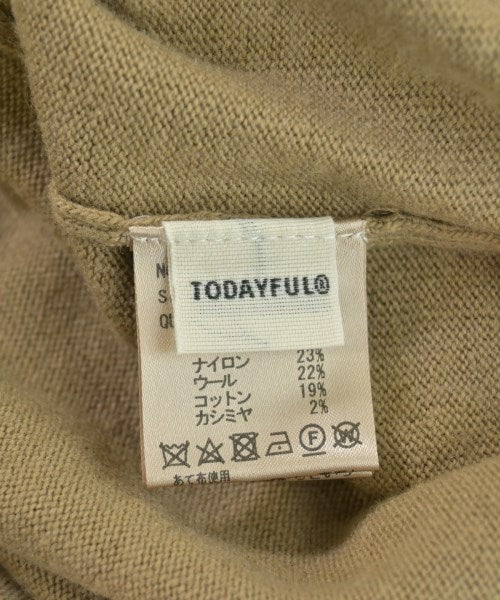 TODAYFUL®
N
S
QU
ナイロン 23%
ウール 22%
コットン 19%
カシミヤ 2%
F W
あて布使用